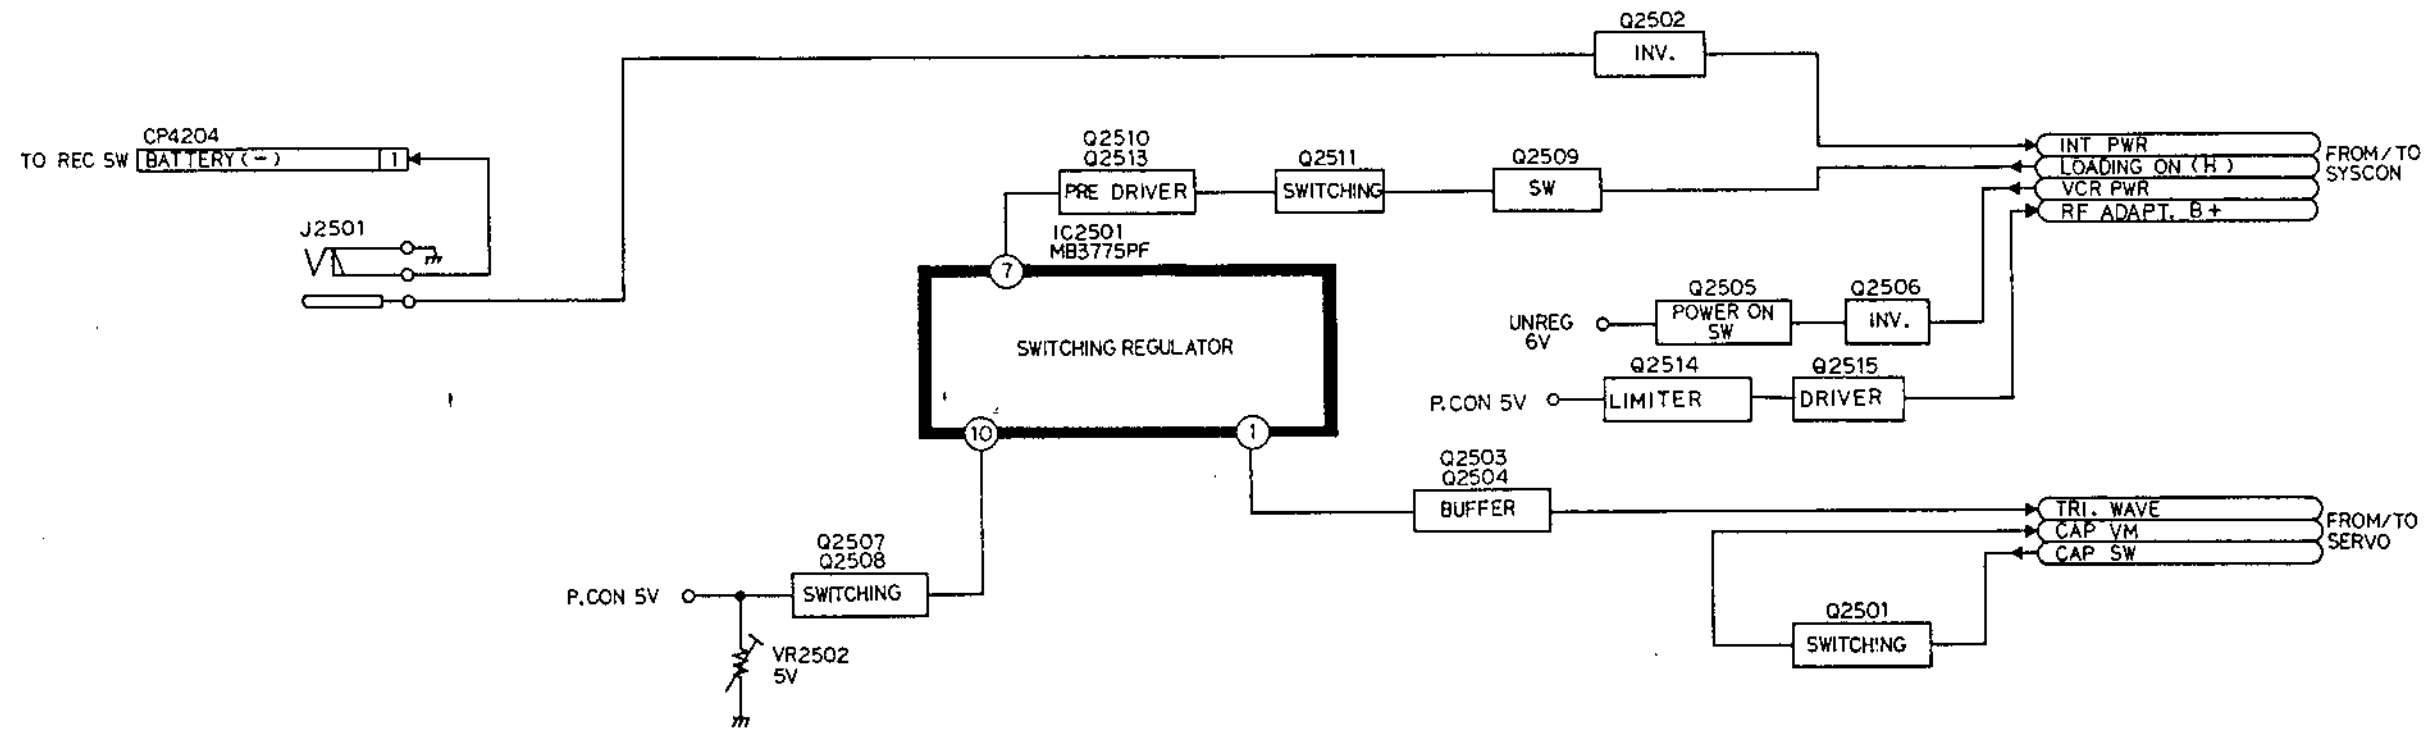 Q2502
INV.
CP4204
TO REC SW BATTERY(-) 1
Q2510
Q2513
PRE DRIVER
Q2511
SWITCHING
Q2509
SW
INT PWR
LOADING ON (H)
VCR PWR
RF ADAPT. B+
FROM/TO
SYSCON
J2501
IC2501
MB3775PF
7
SWITCHING REGULATOR
10
1
UNREG
6V
Q2505
POWER ON
SW
Q2506
INV.
P.CON 5V
Q2514
LIMITER
Q2515
DRIVER
Q2503
Q2504
BUFFER
TRI. WAVE
CAP VM
CAP SW
FROM/TO
SERVO
Q2507
Q2508
SWITCHING
P.CON 5V
VR2502
5V
Q2501
SWITCHING